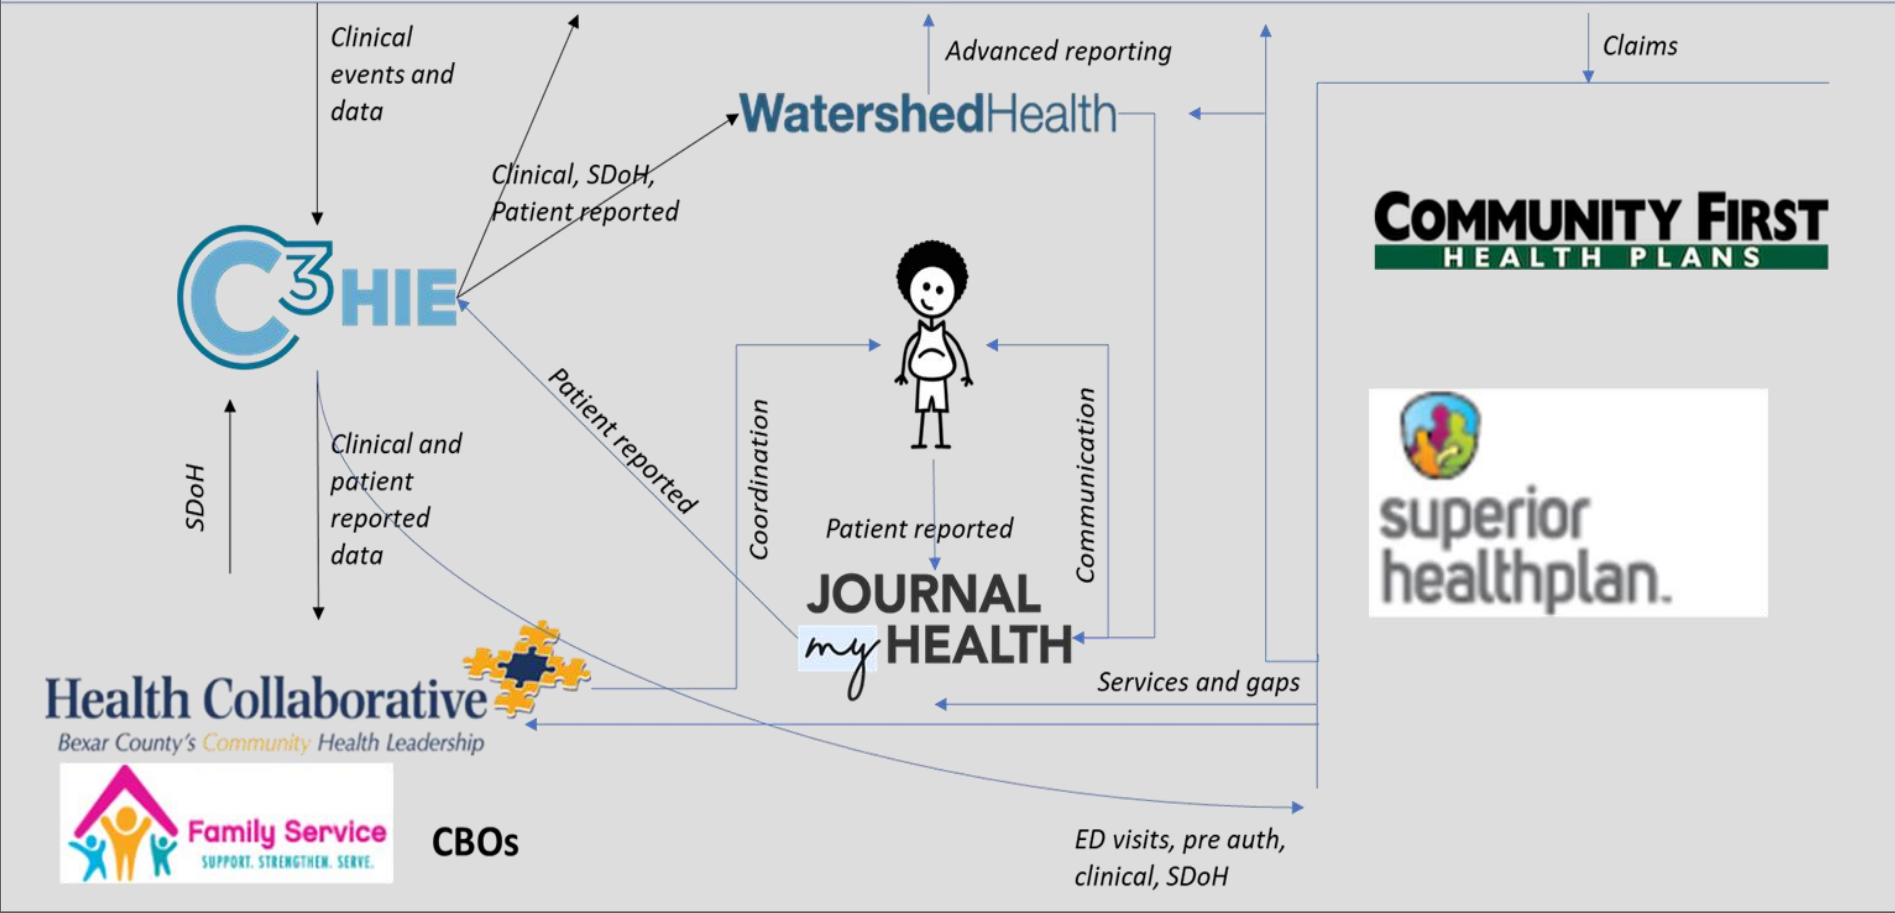 Clinical
events and
data
Advanced reporting
Claims
WatershedHealth
Clinical, SDoH,
Patient reported
COMMUNITY FIRST
HEALTH PLANS
C3HIE
Patient reported
Coordination
Communication
SDoH
Clinical and
patient
reported
data
Patient reported
superior
healthplan.
JOURNAL
my HEALTH
Services and gaps
Health Collaborative
Bexar County's Community Health Leadership
Family Service
SUPPORT. STRENGTHEN. SERVE.
CBOs
ED visits, pre auth,
clinical, SDoH